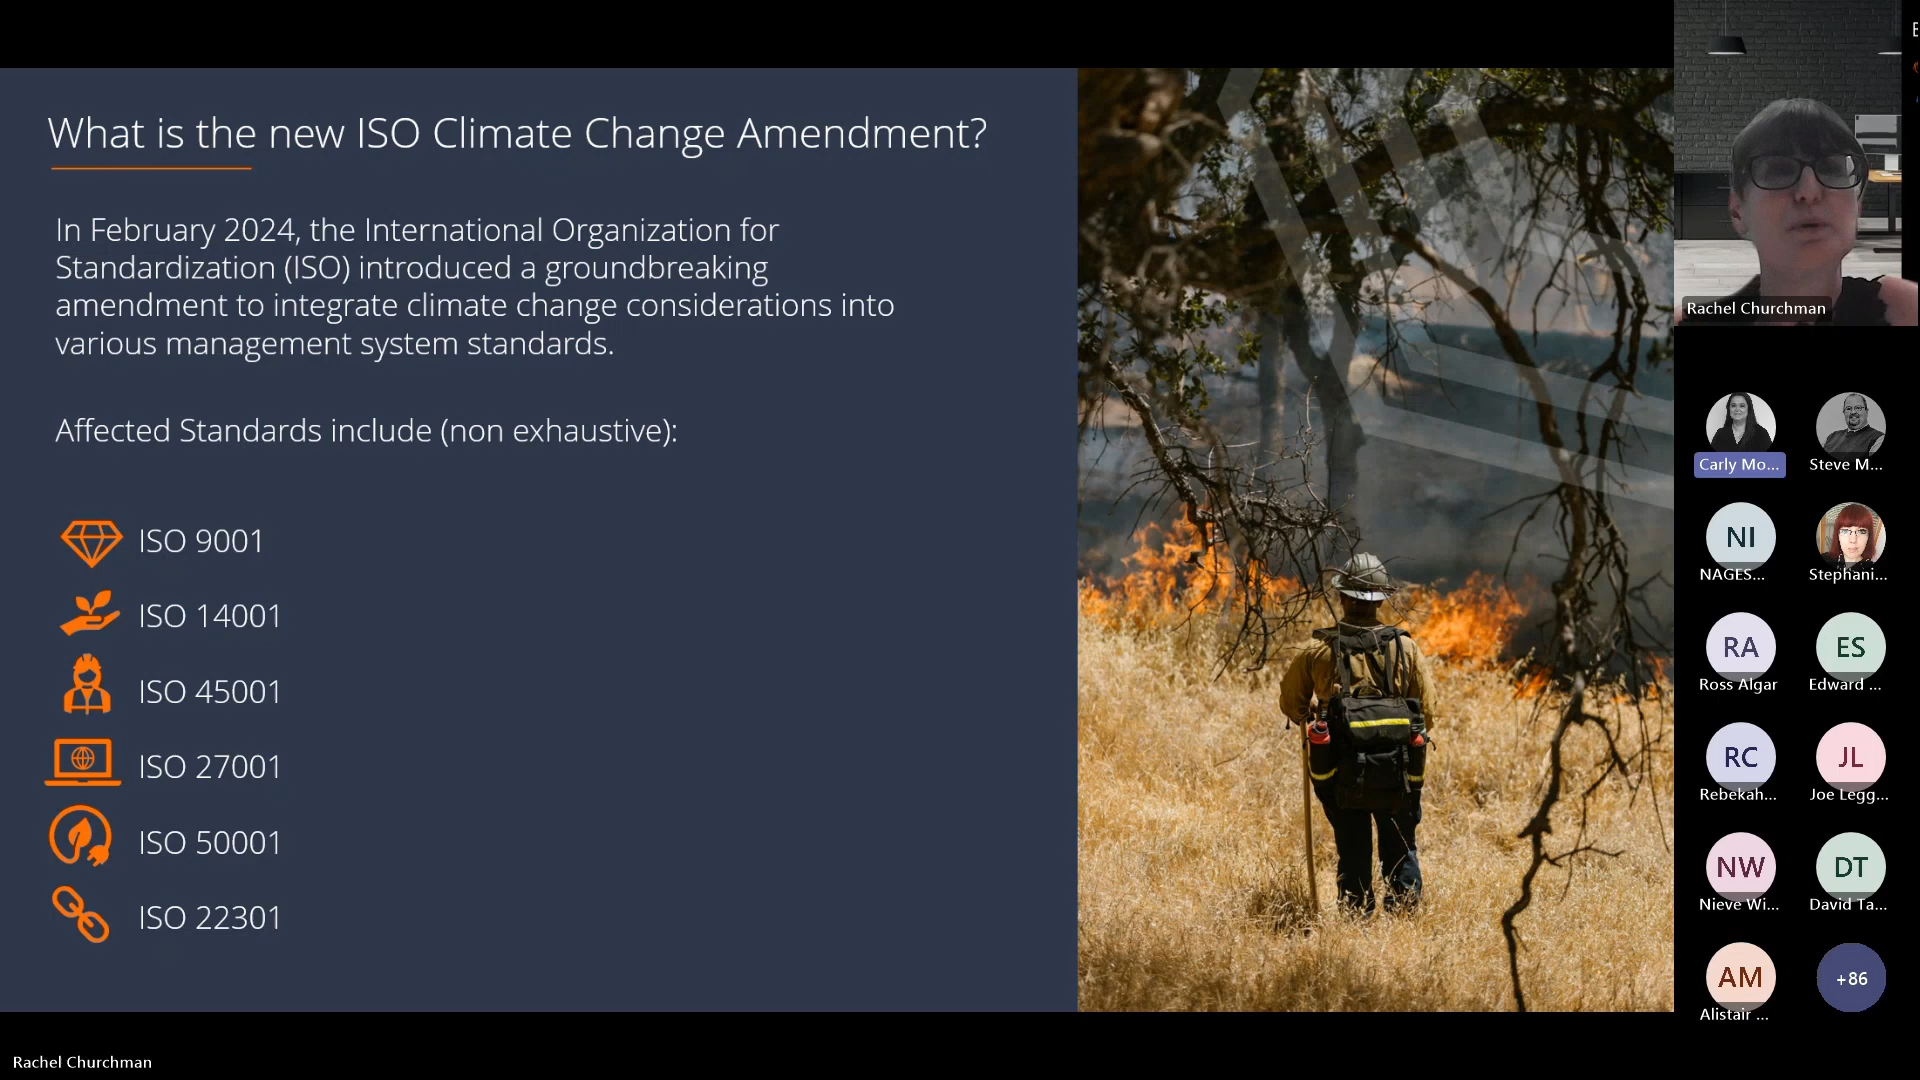 What is the new ISO Climate Change Amendment?
In February 2024, the International Organization for
Standardization (ISO) introduced a groundbreaking
amendment to integrate climate change considerations into
various management system standards.
Affected Standards include (non exhaustive):
ISO 9001
ISO 14001
ISO 45001
ISO 27001
ISO 50001
ISO 22301
Rachel Churchman
Carly Mo...
Steve M...
NI
NAGES...
Stephani...
RA
Ross Algar
ES
Edward ...
RC
Rebekah...
JL
Joe Legg...
NW
Nieve Wi...
DT
David Ta...
AM
Alistair ...
+86
Rachel Churchman